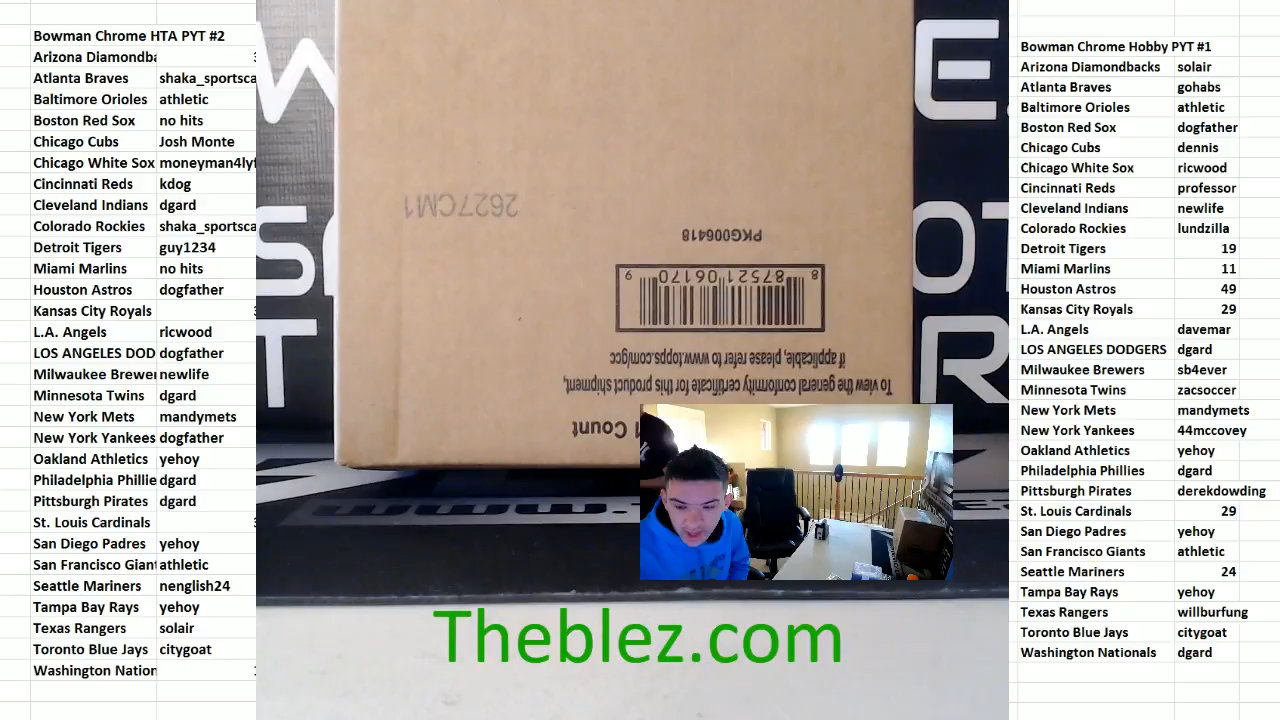 Bowman Chrome HTA PYT #2
Arizona Diamondba
Atlanta Braves shaka_sportsca
Baltimore Orioles athletic
Boston Red Sox no hits
Chicago Cubs Josh Monte
Chicago White Sox moneyman4lyf
Cincinnati Reds kdog
Cleveland Indians dgard
Colorado Rockies shaka_sportsca
Detroit Tigers guy1234
Miami Marlins no hits
Houston Astros dogfather
Kansas City Royals
L.A. Angels ricwood
LOS ANGELES DOD dogfather
Milwaukee Brewer newlife
Minnesota Twins dgard
New York Mets mandymets
New York Yankees dogfather
Oakland Athletics yehoy
Philadelphia Phillie dgard
Pittsburgh Pirates dgard
St. Louis Cardinals
San Diego Padres yehoy
San Francisco Giant athletic
Seattle Mariners nenglish24
Tampa Bay Rays yehoy
Texas Rangers solair
Toronto Blue Jays citygoat
Washington Nation
2627CM1
PKG006418
8 87521 06170 9
if applicable, please refer to www.topps.com/gcc
To view the general conformity certificate for this product shipment,
1 Count
Theblez.com
Bowman Chrome Hobby PYT #1
Arizona Diamondbacks solair
Atlanta Braves gohabs
Baltimore Orioles athletic
Boston Red Sox dogfather
Chicago Cubs dennis
Chicago White Sox ricwood
Cincinnati Reds professor
Cleveland Indians newlife
Colorado Rockies lundzilla
Detroit Tigers 19
Miami Marlins 11
Houston Astros 49
Kansas City Royals 29
L.A. Angels davemar
LOS ANGELES DODGERS dgard
Milwaukee Brewers sb4ever
Minnesota Twins zacsoccer
New York Mets mandymets
New York Yankees 44mccovey
Oakland Athletics yehoy
Philadelphia Phillies dgard
Pittsburgh Pirates derekdowding
St. Louis Cardinals 29
San Diego Padres yehoy
San Francisco Giants athletic
Seattle Mariners 24
Tampa Bay Rays yehoy
Texas Rangers willburfung
Toronto Blue Jays citygoat
Washington Nationals dgard